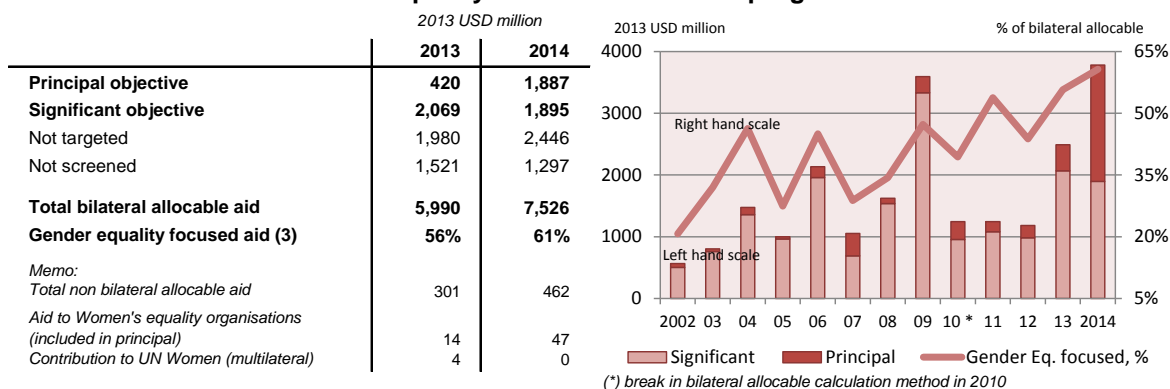 2013 USD million
2013 2014
Principal objective 420 1,887
Significant objective 2,069 1,895
Not targeted 1,980 2,446
Not screened 1,521 1,297
Total bilateral allocable aid 5,990 7,526
Gender equality focused aid (3) 56% 61%
Memo:
Total non bilateral allocable aid 301 462
Aid to Women's equality organisations
(included in principal) 14 47
Contribution to UN Women (multilateral) 4 0
2013 USD million % of bilateral allocable
4000 65%
3000 50%
2000 35%
1000 20%
0 5%
Right hand scale
Left hand scale
2002 03 04 05 06 07 08 09 10 * 11 12 13 2014
Significant Principal Gender Eq. focused, %
(*) break in bilateral allocable calculation method in 2010